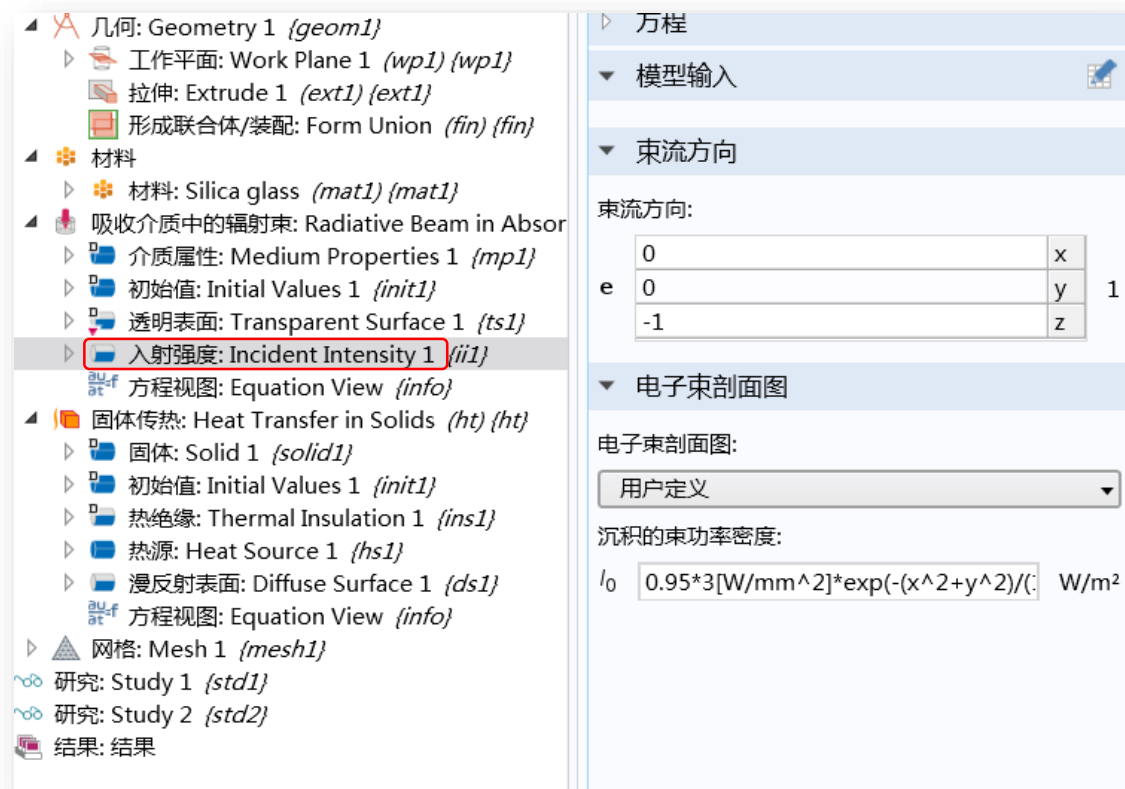 几何: Geometry 1 {geom1}
工作平面: Work Plane 1 (wp1) {wp1}
拉伸: Extrude 1 (ext1) {ext1}
形成联合体/装配: Form Union (fin) {fin}
材料
材料: Silica glass (mat1) {mat1}
吸收介质中的辐射束: Radiative Beam in Absor
介质属性: Medium Properties 1 {mp1}
初始值: Initial Values 1 {init1}
透明表面: Transparent Surface 1 {ts1}
入射强度: Incident Intensity 1 {ii1}
方程视图: Equation View {info}
固体传热: Heat Transfer in Solids (ht) {ht}
固体: Solid 1 {solid1}
初始值: Initial Values 1 {init1}
热绝缘: Thermal Insulation 1 {ins1}
热源: Heat Source 1 {hs1}
漫反射表面: Diffuse Surface 1 {ds1}
方程视图: Equation View {info}
网格: Mesh 1 {mesh1}
研究: Study 1 {std1}
研究: Study 2 {std2}
结果: 结果
方程
模型输入
束流方向
束流方向:
0 x
e 0 y 1
-1 z
电子束剖面图
电子束剖面图:
用户定义
沉积的束功率密度:
I₀ 0.95*3[W/mm^2]*exp(-(x^2+y^2)/( W/m²